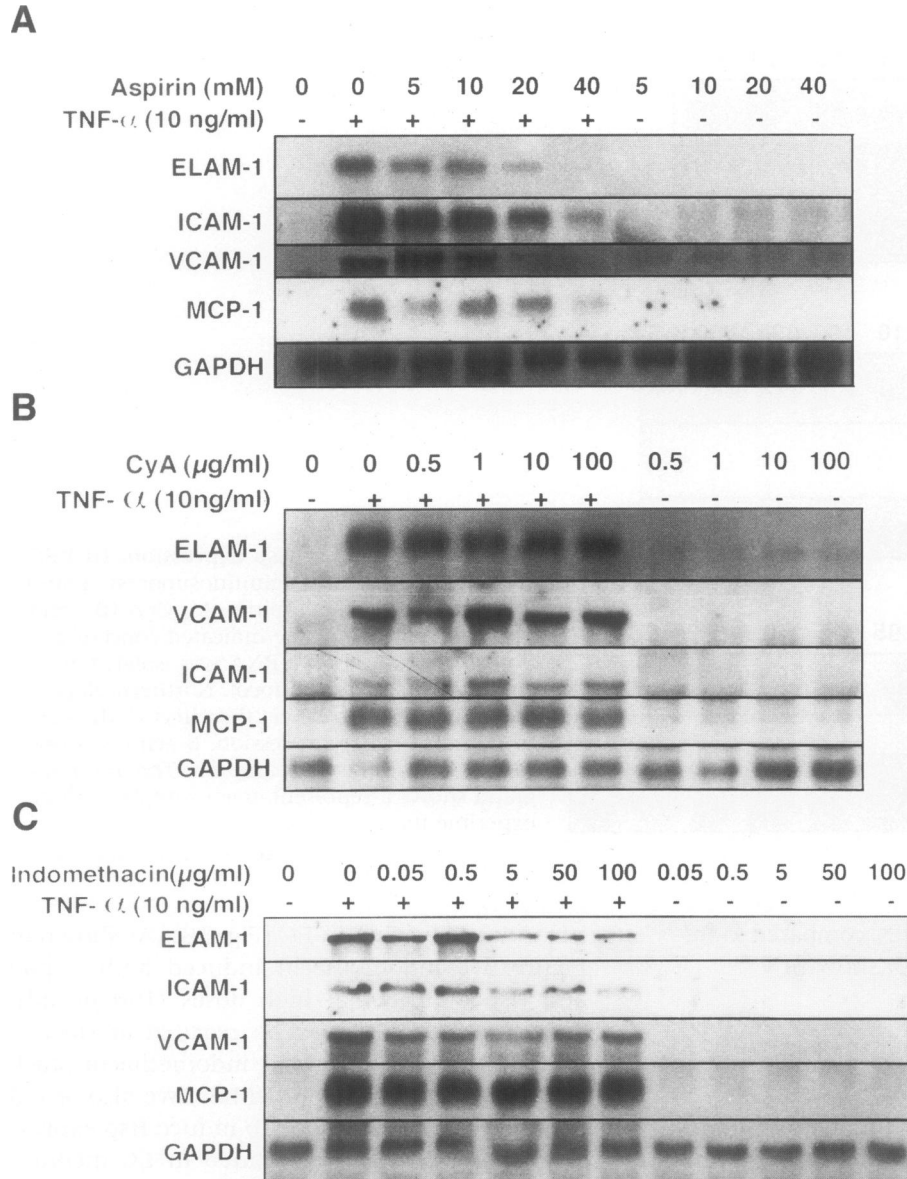 A
Aspirin (mM) 0 0 5 10 20 40 5 10 20 40
TNF-α (10 ng/ml) - + + + + + - - - -
ELAM-1
ICAM-1
VCAM-1
MCP-1
GAPDH
B
CyA (µg/ml) 0 0 0.5 1 10 100 0.5 1 10 100
TNF- α (10ng/ml) - + + + + + - - - -
ELAM-1
VCAM-1
ICAM-1
MCP-1
GAPDH
C
Indomethacin(µg/ml) 0 0 0.05 0.5 5 50 100 0.05 0.5 5 50 100
TNF- α (10 ng/ml) - + + + + + + - - - - -
ELAM-1
ICAM-1
VCAM-1
MCP-1
GAPDH